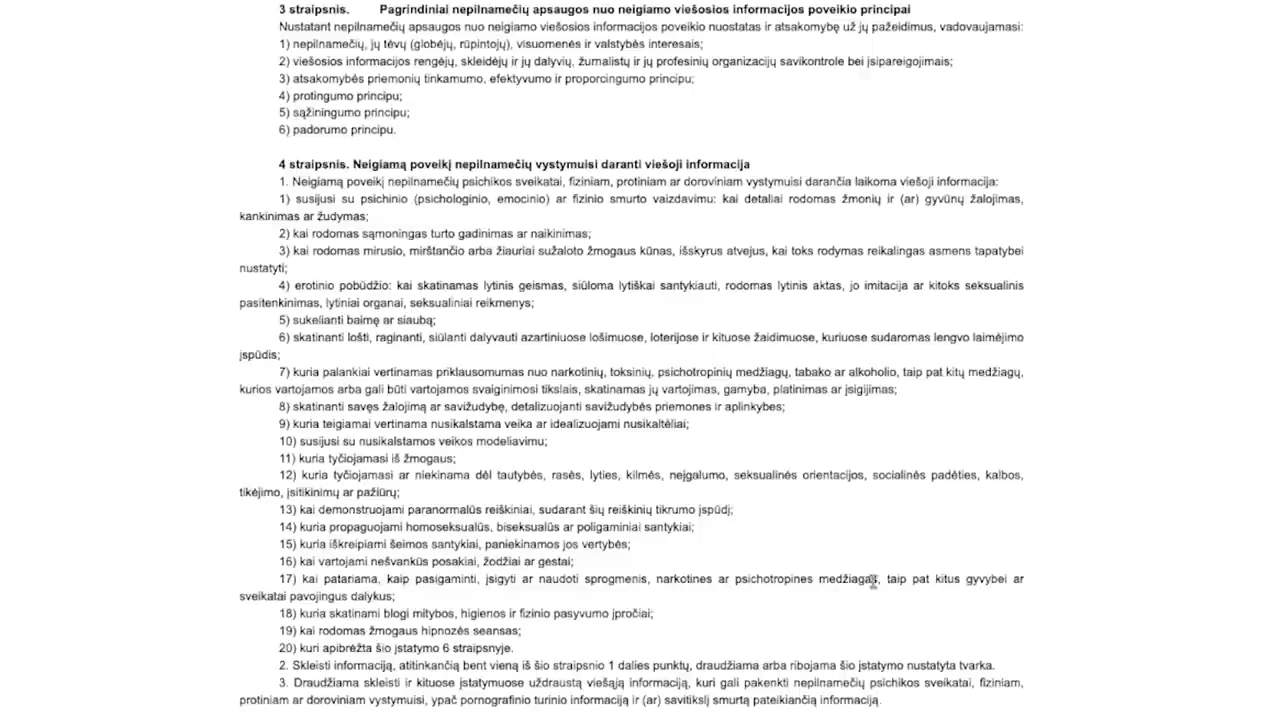 3 straipsnis. Pagrindiniai nepilnamečių apsaugos nuo neigiamo viešosios informacijos poveikio principai
Nustatant nepilnamečių apsaugos nuo neigiamo viešosios informacijos poveikio nuostatas ir atsakomybę už jų pažeidimus, vadovaujamasi:
1) nepilnamečių, jų tėvų (globėjų, rūpintojų), visuomenės ir valstybės interesais;
2) viešosios informacijos rengėjų, skleidėjų ir jų dalyvių, žurnalistų ir jų profesinių organizacijų savikontrole bei įsipareigojimais;
3) atsakomybės priemonių tinkamumo, efektyvumo ir proporcingumo principu;
4) protingumo principu;
5) sąžiningumo principu;
6) padorumo principu.
4 straipsnis. Neigiamą poveikį nepilnamečių vystymuisi daranti viešoji informacija
1. Neigiamą poveikį nepilnamečių psichikos sveikatai, fiziniam, protiniam ar doroviniam vystymuisi darančia laikoma viešoji informacija:
1) susijusi su psichinio (psichologinio, emocinio) ar fizinio smurto vaizdavimu: kai detaliai rodomas žmonių ir (ar) gyvūnų žalojimas,
kankinimas ar žudymas;
2) kai rodomas sąmoningas turto gadinimas ar naikinimas;
3) kai rodomas mirusio, mirštančio arba žiauriai sužaloto žmogaus kūnas, išskyrus atvejus, kai toks rodymas reikalingas asmens tapatybei
nustatyti;
4) erotinio pobūdžio: kai skatinamas lytinis geismas, siūloma lytiškai santykiauti, rodomas lytinis aktas, jo imitacija ar kitoks seksualinis
pasitenkinimas, lytiniai organai, seksualiniai reikmenys;
5) sukelianti baimę ar siaubą;
6) skatinanti lošti, raginanti, siūlanti dalyvauti azartiniuose lošimuose, loterijose ir kituose žaidimuose, kuriuose sudaromas lengvo laimėjimo
įspūdis;
7) kuria palankiai vertinamas priklausomumas nuo narkotinių, toksinių, psichotropinių medžiagų, tabako ar alkoholio, taip pat kitų medžiagų,
kurios vartojamos arba gali būti vartojamos svaiginimosi tikslais, skatinamas jų vartojimas, gamyba, platinimas ar įsigijimas;
8) skatinanti savęs žalojimą ar savižudybę, detalizuojanti savižudybės priemones ir aplinkybes;
9) kuria teigiamai vertinama nusikalstama veika ar idealizuojami nusikaltėliai;
10) susijusi su nusikalstamos veikos modeliavimu;
11) kuria tyčiojamasi iš žmogaus;
12) kuria tyčiojamasi ar niekinama dėl tautybės, rasės, lyties, kilmės, neįgalumo, seksualinės orientacijos, socialinės padėties, kalbos,
tikėjimo, įsitikinimų ar pažiūrų;
13) kai demonstruojami paranormalūs reiškiniai, sudarant šių reiškinių tikrumo įspūdį;
14) kuria propaguojami homoseksualūs, biseksualūs ar poligaminiai santykiai;
15) kuria iškreipiami šeimos santykiai, paniekinamos jos vertybės;
16) kai vartojami nešvankūs posakiai, žodžiai ar gestai;
17) kai patariama, kaip pasigaminti, įsigyti ar naudoti sprogmenis, narkotines ar psichotropines medžiagas, taip pat kitus gyvybei ar
sveikatai pavojingus dalykus;
18) kuria skatinami blogi mitybos, higienos ir fizinio pasyvumo įpročiai;
19) kai rodomas žmogaus hipnozės seansas;
20) kuri apibrėžta šio įstatymo 6 straipsnyje.
2. Skleisti informaciją, atitinkančią bent vieną iš šio straipsnio 1 dalies punktų, draudžiama arba ribojama šio įstatymo nustatyta tvarka.
3. Draudžiama skleisti ir kituose įstatymuose uždraustą viešąją informaciją, kuri gali pakenkti nepilnamečių psichikos sveikatai, fiziniam,
protiniam ar doroviniam vystymuisi, ypač pornografinio turinio informaciją ir (ar) savitikslį smurtą pateikiančią informaciją.